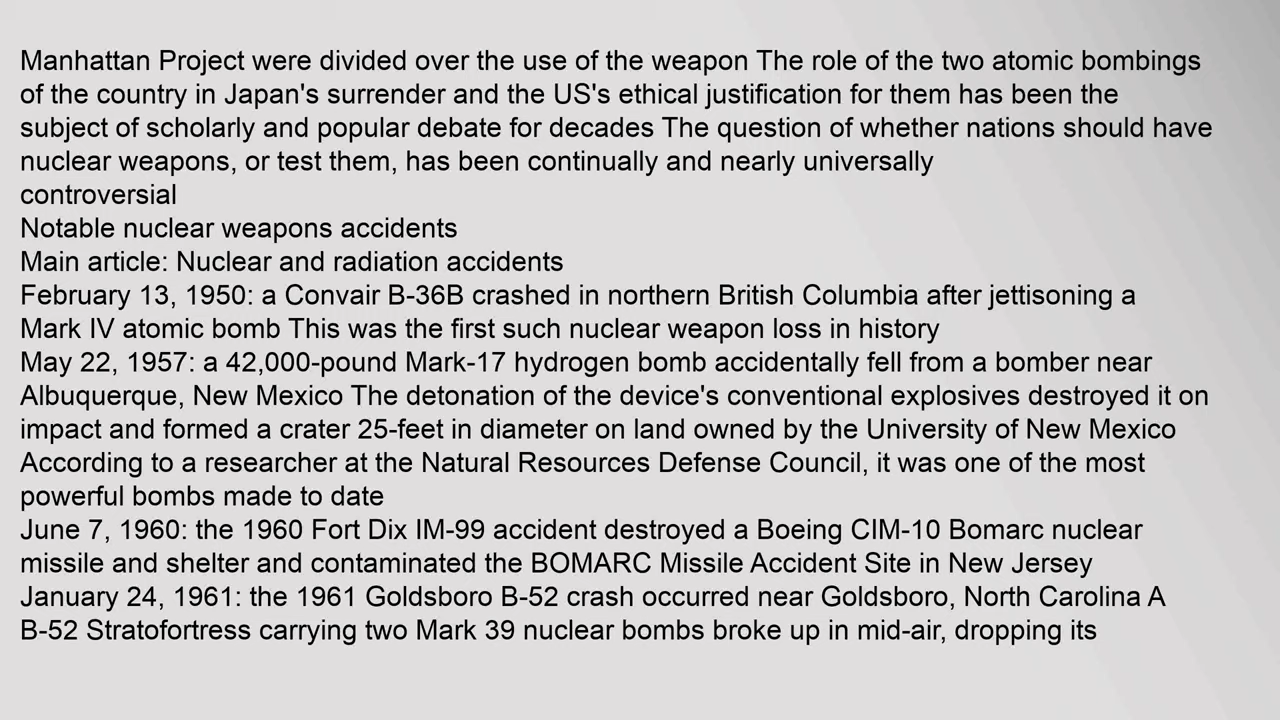 Manhattan Project were divided over the use of the weapon The role of the two atomic bombings
of the country in Japan's surrender and the US's ethical justification for them has been the
subject of scholarly and popular debate for decades The question of whether nations should have
nuclear weapons, or test them, has been continually and nearly universally
controversial
Notable nuclear weapons accidents
Main article: Nuclear and radiation accidents
February 13, 1950: a Convair B-36B crashed in northern British Columbia after jettisoning a
Mark IV atomic bomb This was the first such nuclear weapon loss in history
May 22, 1957: a 42,000-pound Mark-17 hydrogen bomb accidentally fell from a bomber near
Albuquerque, New Mexico The detonation of the device's conventional explosives destroyed it on
impact and formed a crater 25-feet in diameter on land owned by the University of New Mexico
According to a researcher at the Natural Resources Defense Council, it was one of the most
powerful bombs made to date
June 7, 1960: the 1960 Fort Dix IM-99 accident destroyed a Boeing CIM-10 Bomarc nuclear
missile and shelter and contaminated the BOMARC Missile Accident Site in New Jersey
January 24, 1961: the 1961 Goldsboro B-52 crash occurred near Goldsboro, North Carolina A
B-52 Stratofortress carrying two Mark 39 nuclear bombs broke up in mid-air, dropping its